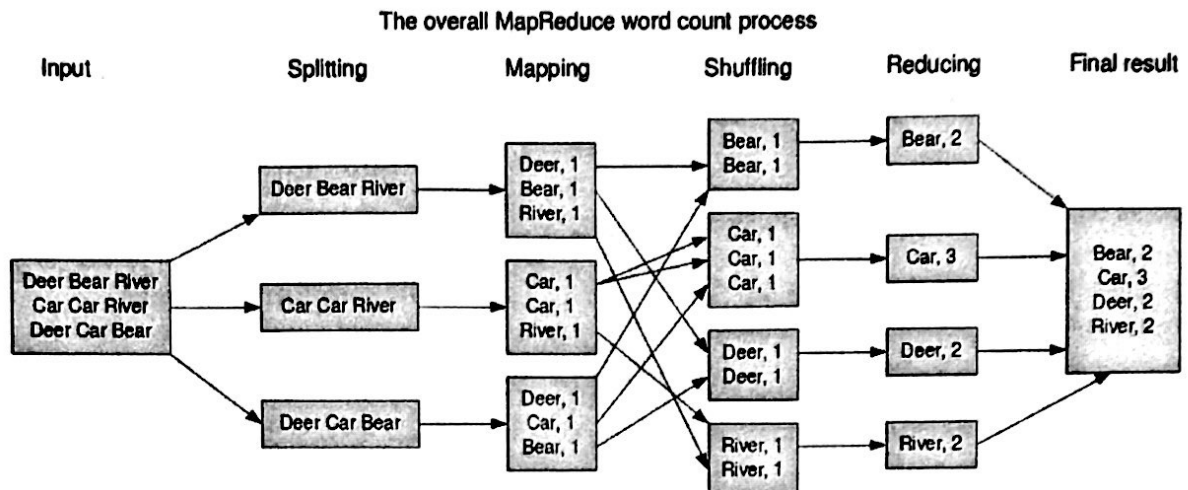 The overall MapReduce word count process
Input
Splitting
Mapping
Shuffling
Reducing
Final result
Deer Bear River
Car Car River
Deer Car Bear
Deer Bear River
Car Car River
Deer Car Bear
Deer, 1
Bear, 1
River, 1
Car, 1
Car, 1
River, 1
Deer, 1
Car, 1
Bear, 1
Bear, 1
Bear, 1
Car, 1
Car, 1
Car, 1
Deer, 1
Deer, 1
River, 1
River, 1
Bear, 2
Car, 3
Deer, 2
River, 2
Bear, 2
Car, 3
Deer, 2
River, 2